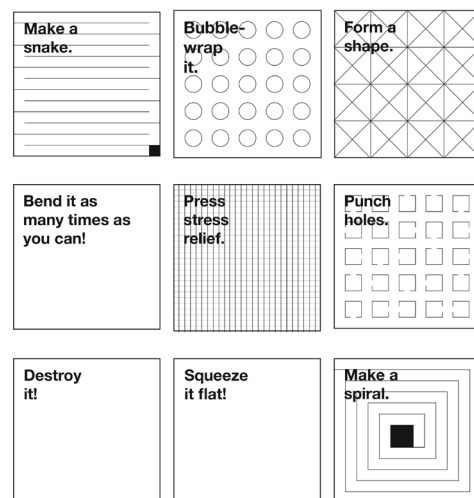 Make a
snake.
Bubble-
wrap
it.
Form a
shape.
Bend it as
many times as
you can!
Press
stress
relief.
Punch
holes.
Destroy
it!
Squeeze
it flat!
Make a
spiral.